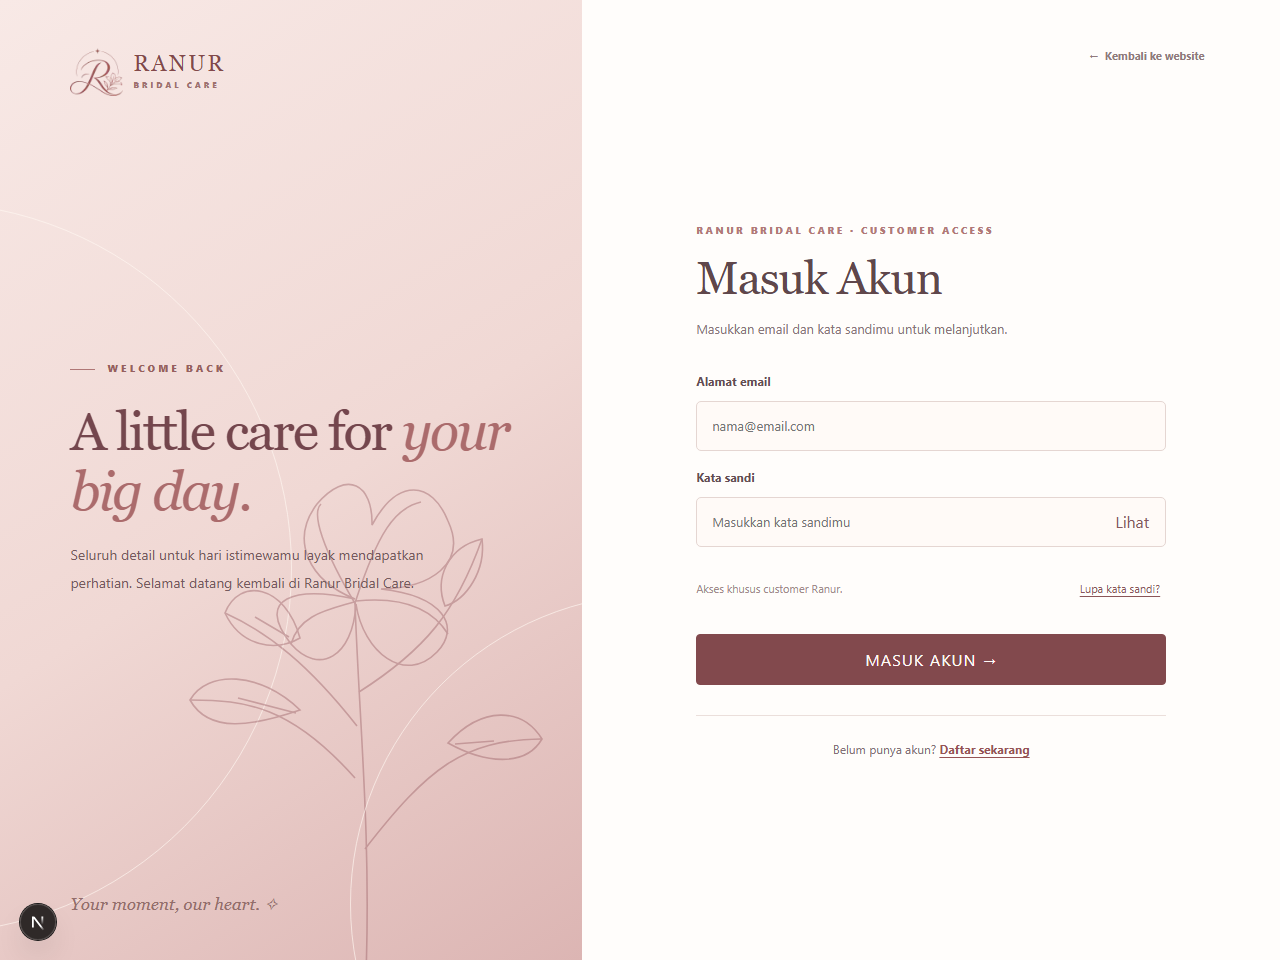 RANUR
BRIDAL CARE
WELCOME BACK
A little care for your
big day.
Seluruh detail untuk hari istimewamu layak mendapatkan
perhatian. Selamat datang kembali di Ranur Bridal Care.
Your moment, our heart. ✧
N
← Kembali ke website
RANUR BRIDAL CARE · CUSTOMER ACCESS
Masuk Akun
Masukkan email dan kata sandimu untuk melanjutkan.
Alamat email
nama@email.com
Kata sandi
Masukkan kata sandimu Lihat
Akses khusus customer Ranur. Lupa kata sandi?
MASUK AKUN →
Belum punya akun? Daftar sekarang